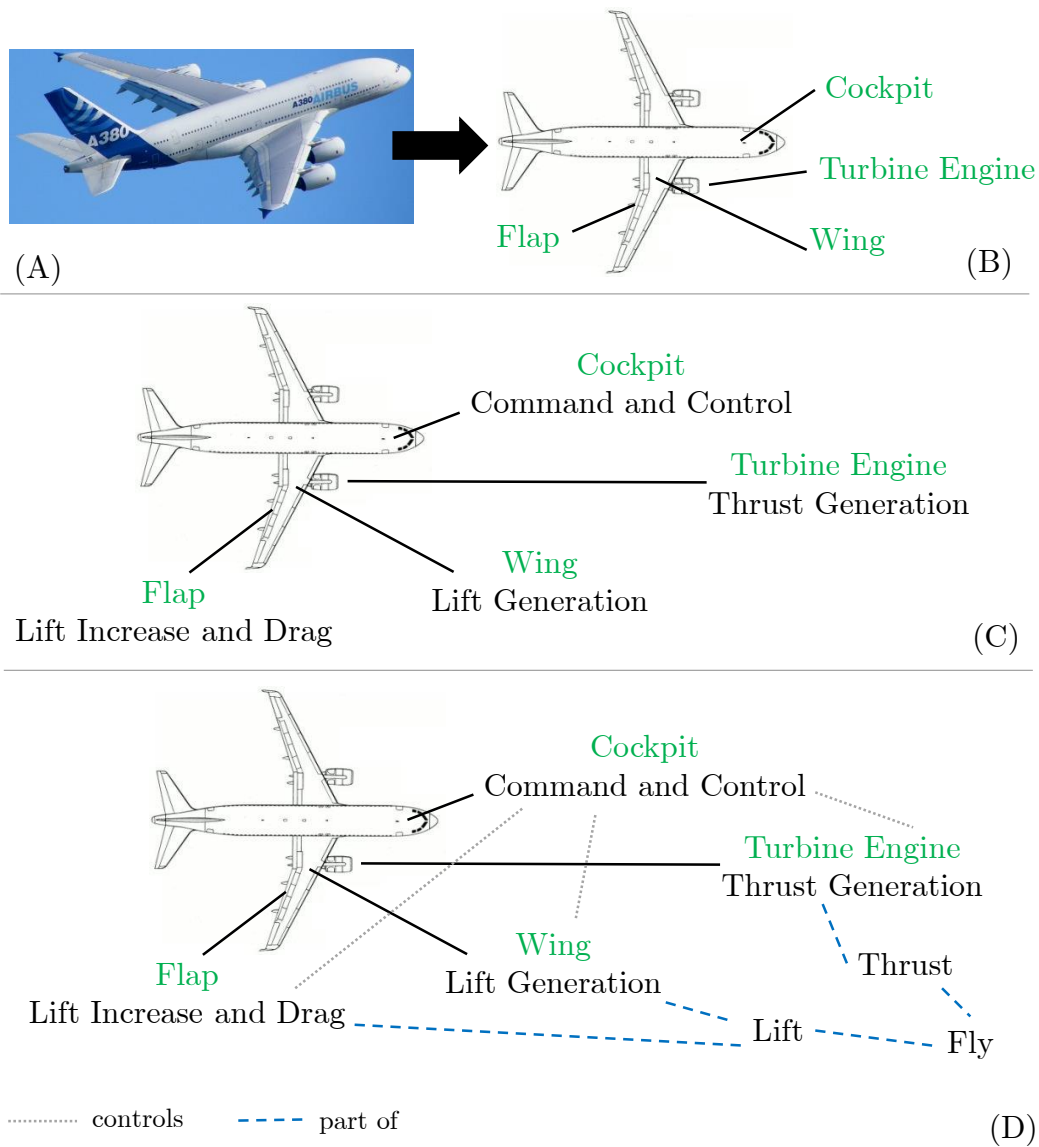 A380
A380 AIRBUS
(A)
Cockpit
Turbine Engine
Flap
Wing
(B)
Cockpit
Command and Control
Turbine Engine
Thrust Generation
Wing
Lift Generation
Flap
Lift Increase and Drag
(C)
Cockpit
Command and Control
Turbine Engine
Thrust Generation
Wing
Lift Generation
Flap
Lift Increase and Drag
Thrust
Lift
Fly
controls
part of
(D)